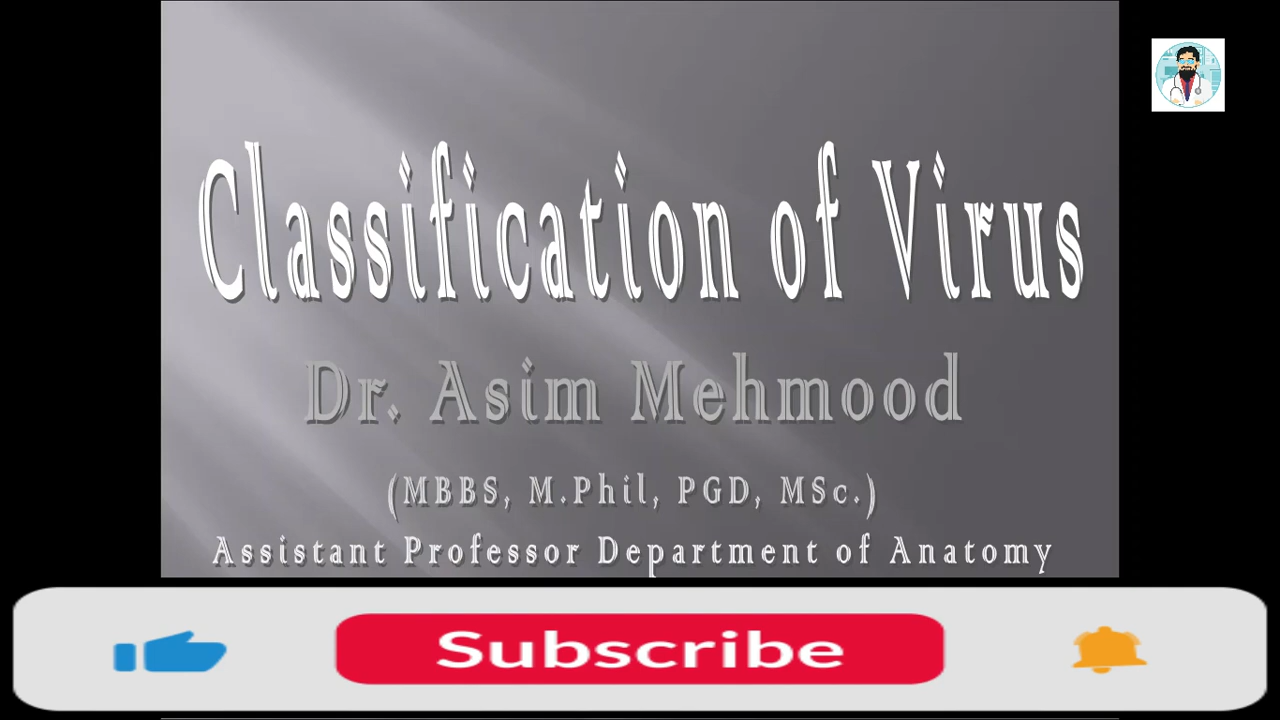 Classification of Virus
Dr. Asim Mehmood
(MBBS, M.Phil, PGD, MSc.)
Assistant Professor Department of Anatomy
Subscribe